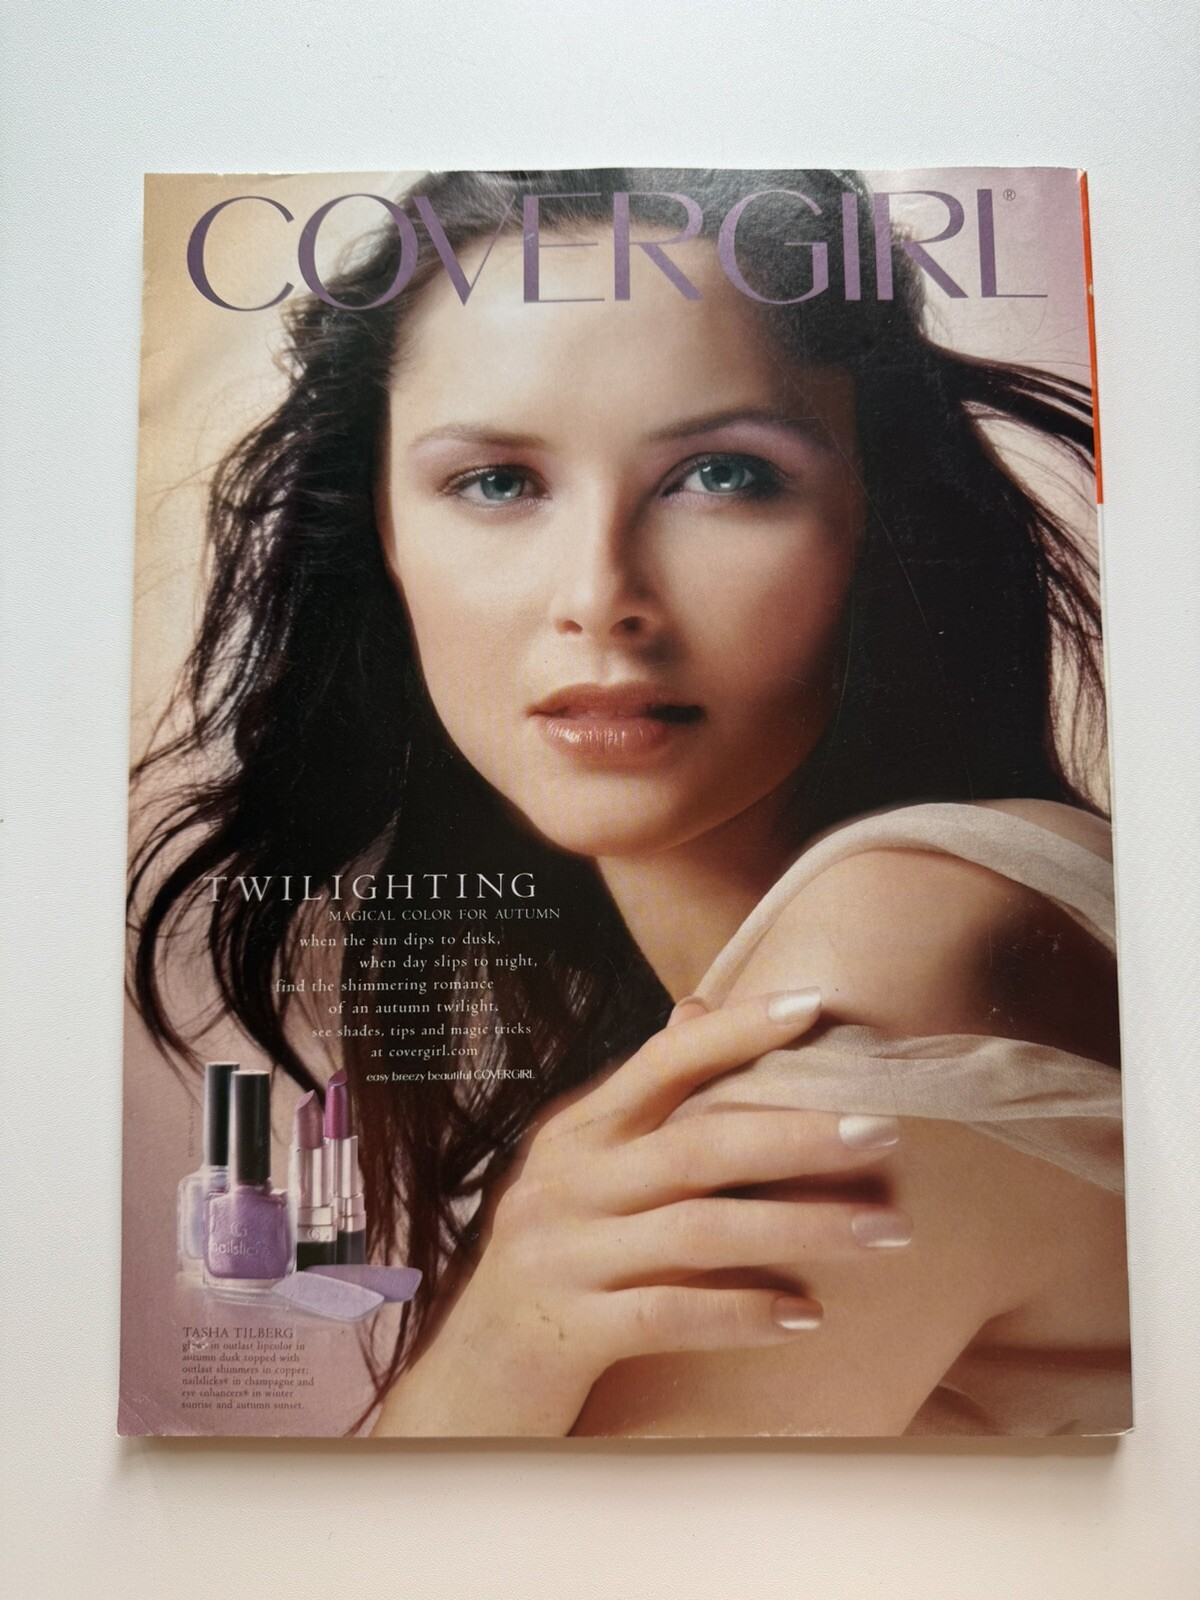 COVERGIRL®
TWILIGHTING
MAGICAL COLOR FOR AUTUMN
when the sun dips to dusk,
when day slips to night,
find the shimmering romance
of an autumn twilight.
see shades, tips and magic tricks
at covergirl.com
easy breezy beautiful COVERGIRL
nailslicks
TASHA TILBERG
glows in outlast lipcolor in
autumn dusk topped with
outlast shimmers in copper;
nailslicks® in champagne and
eye enhancers® in winter
sunrise and autumn sunset.